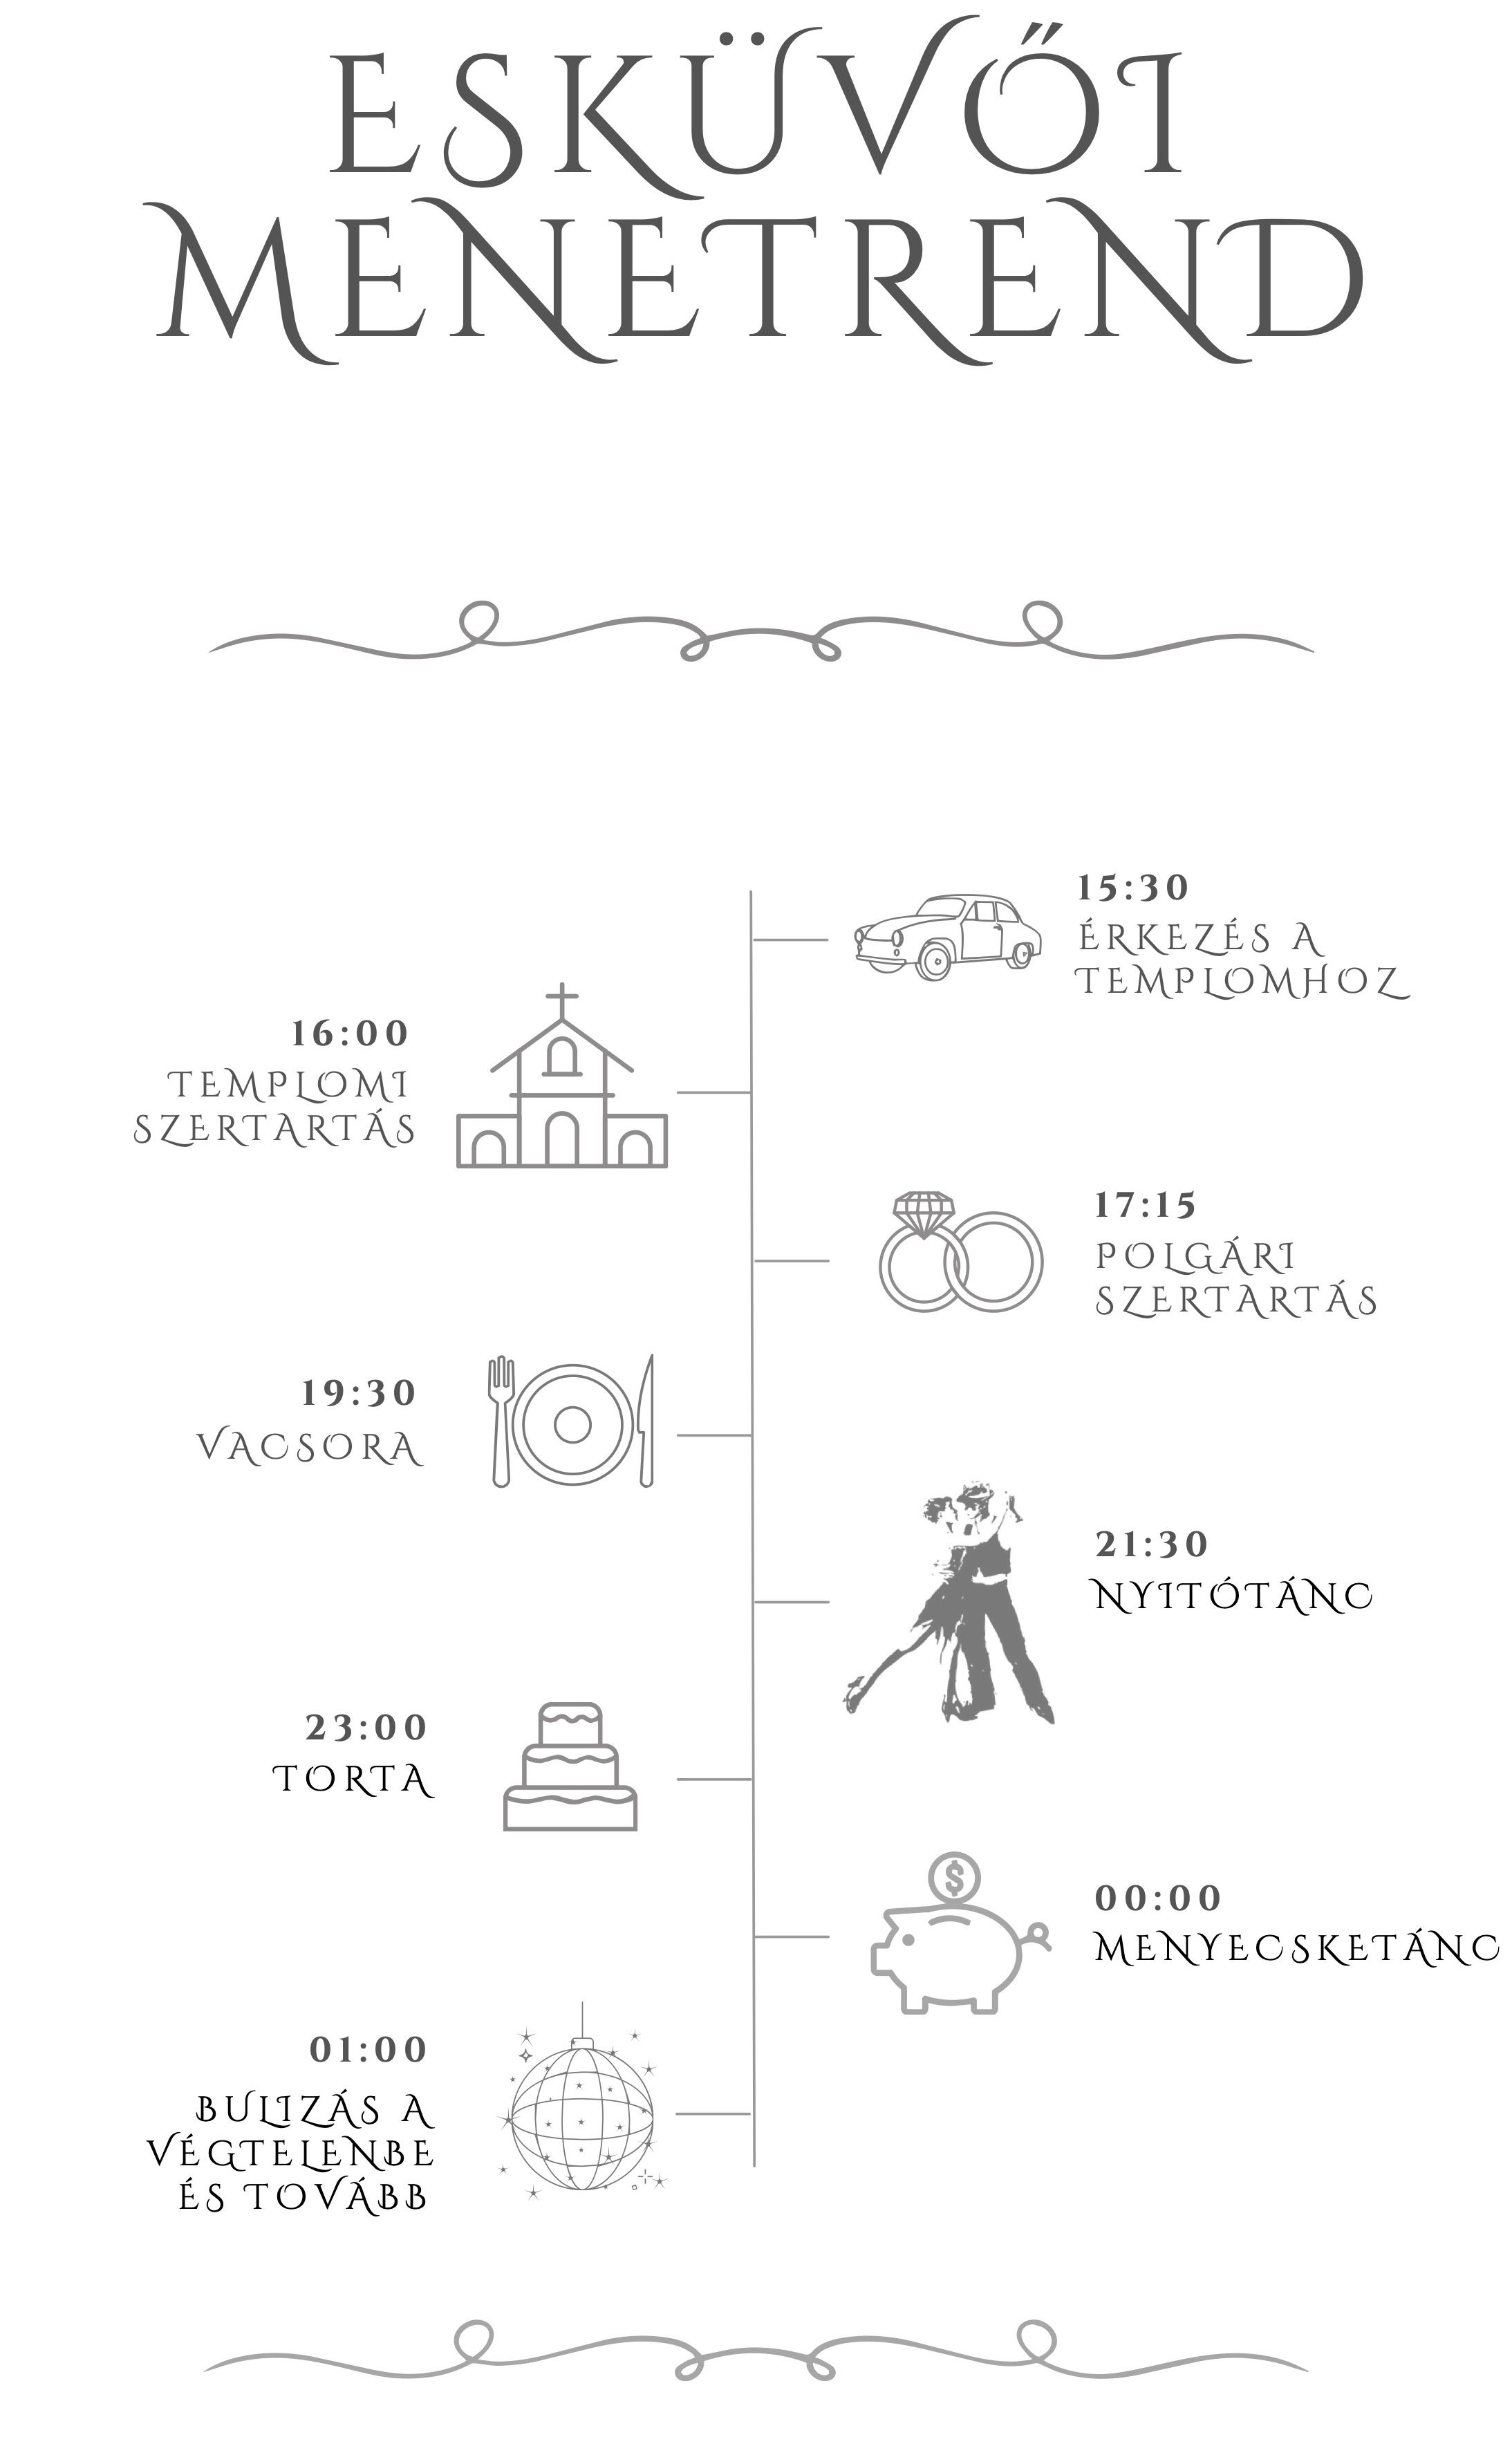 ESKÜVŐI
MENETREND
15:30
ÉRKEZÉS A
TEMPLOMHOZ
16:00
TEMPLOMI
SZERTARTÁS
17:15
POLGÁRI
SZERTARTÁS
19:30
VACSORA
21:30
NYITÓTÁNC
23:00
TORTA
$
00:00
MENYECSKETÁNC
01:00
BULIZÁS A
VÉGTELENBE
ÉS TOVÁBB